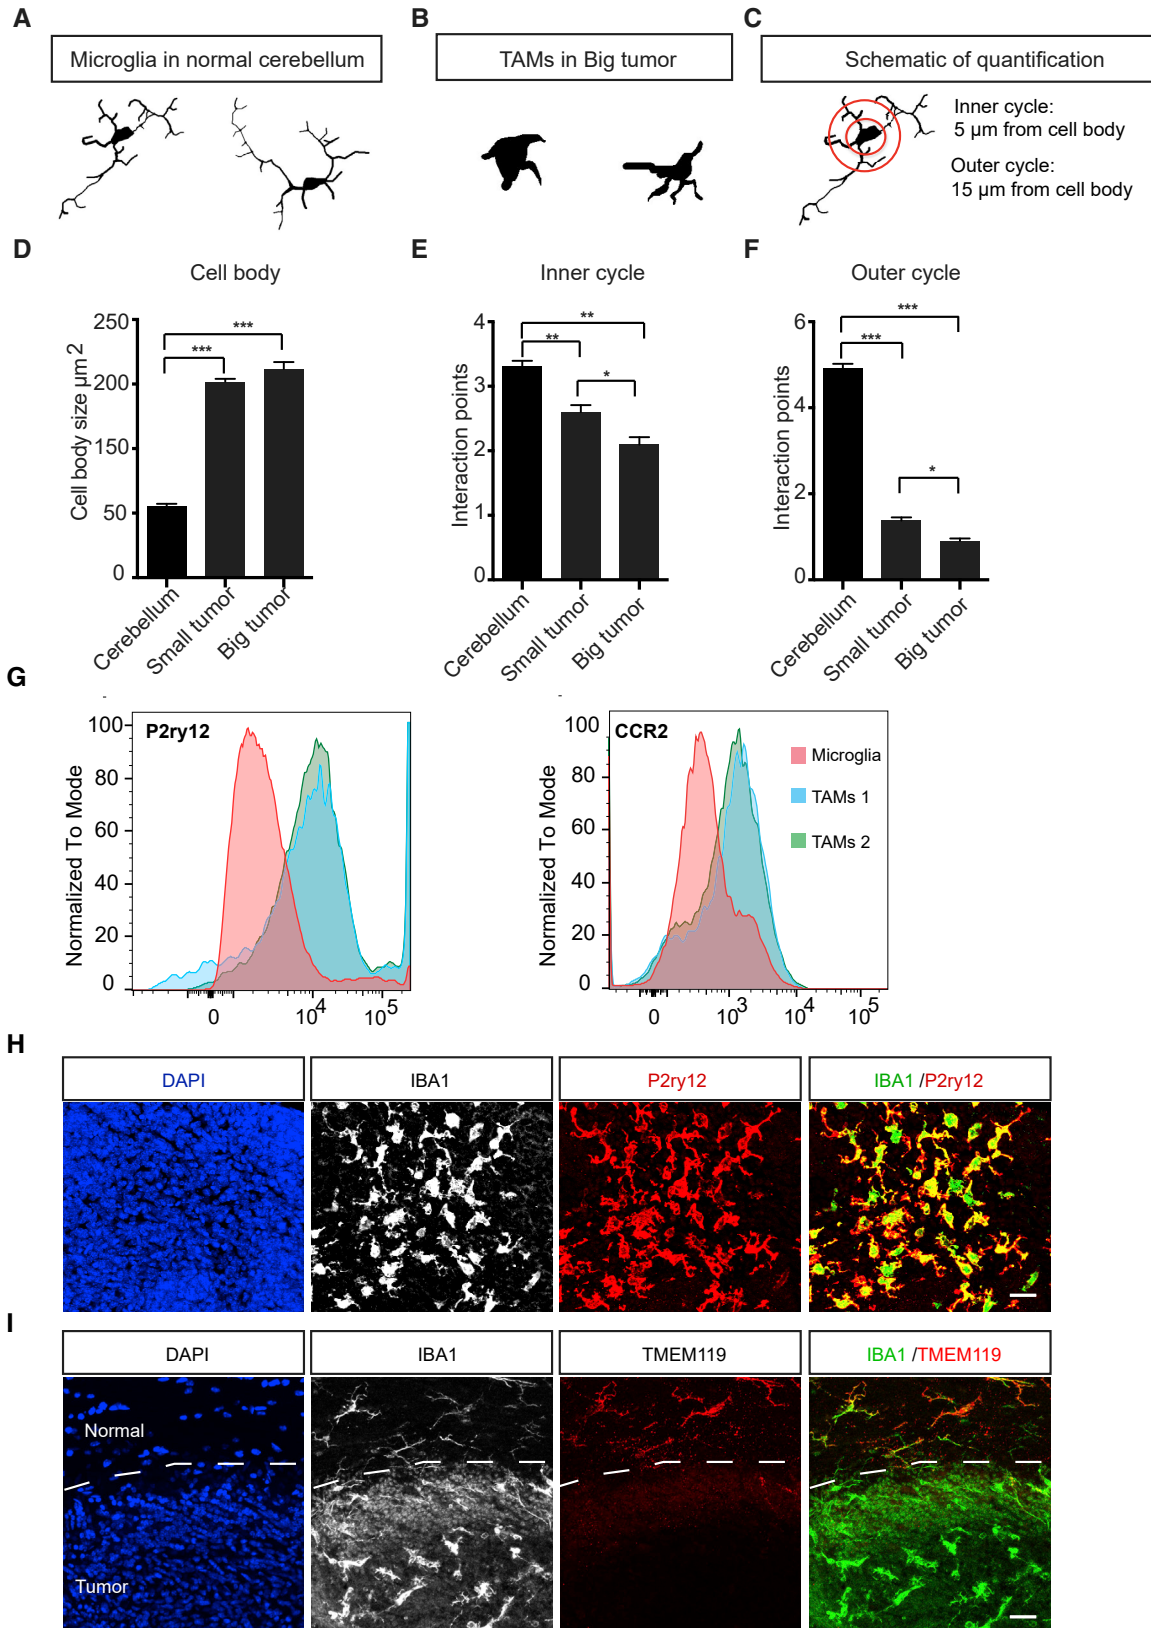 A
B
C
Microglia in normal cerebellum
TAMs in Big tumor
Schematic of quantification
Inner cycle:
5 µm from cell body
Outer cycle:
15 µm from cell body
D
E
F
Cell body
Inner cycle
Outer cycle
Cell body size µm2
250
200
150
50
0
***
***
Cerebellum
Small tumor
Big tumor
Interaction points
4
3
2
1
0
**
**
*
Cerebellum
Small tumor
Big tumor
Interaction points
6
4
2
0
***
***
*
Cerebellum
Small tumor
Big tumor
G
P2ry12
Normalized To Mode
100
80
60
40
20
0
0
10^4
10^5
CCR2
Normalized To Mode
100
80
60
40
20
0
0
10^3
10^4
10^5
Microglia
TAMs 1
TAMs 2
H
DAPI
IBA1
P2ry12
IBA1 /P2ry12
I
DAPI
IBA1
TMEM119
IBA1 /TMEM119
Normal
Tumor